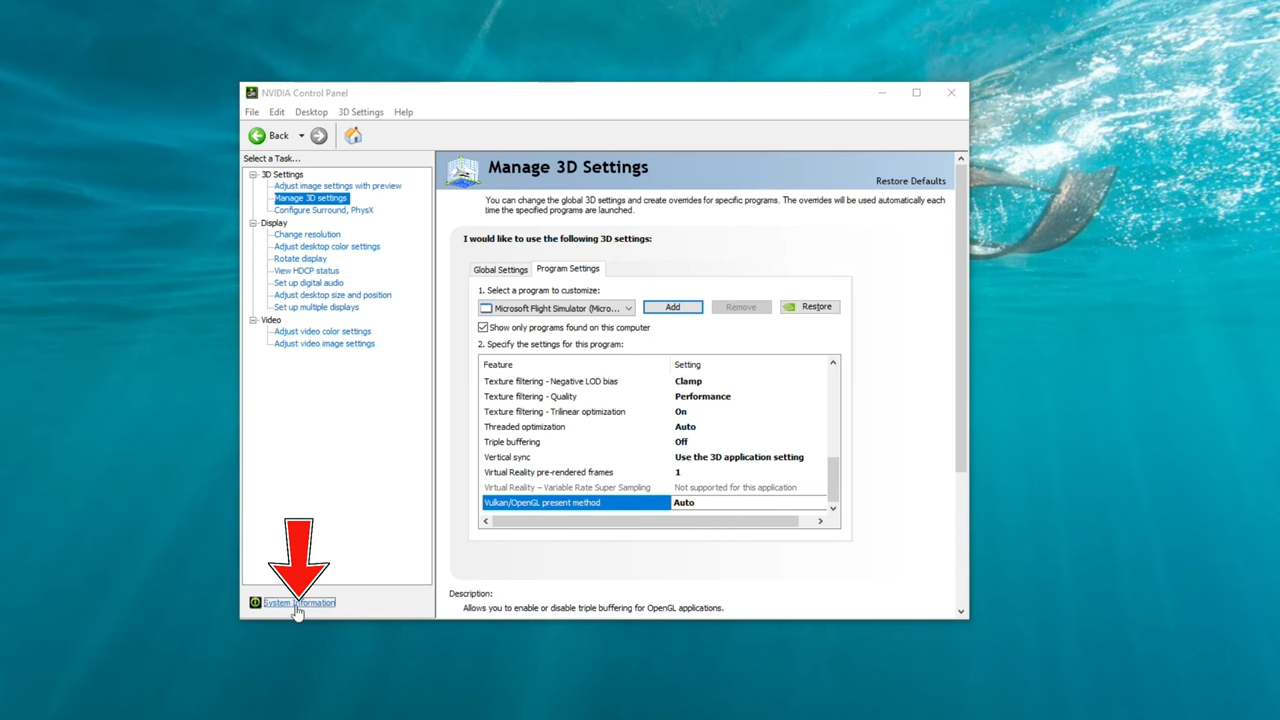 NVIDIA Control Panel
File Edit Desktop 3D Settings Help
Back
Select a Task...
3D Settings
Adjust image settings with preview
Manage 3D settings
Configure Surround, PhysX
Display
Change resolution
Adjust desktop color settings
Rotate display
View HDCP status
Set up digital audio
Adjust desktop size and position
Set up multiple displays
Video
Adjust video color settings
Adjust video image settings
System Information
Manage 3D Settings
Restore Defaults
You can change the global 3D settings and create overrides for specific programs. The overrides will be used automatically each
time the specified programs are launched.
I would like to use the following 3D settings:
Global Settings Program Settings
1. Select a program to customize:
Microsoft Flight Simulator (Micro... Add Remove Restore
Show only programs found on this computer
2. Specify the settings for this program:
Feature Setting
Texture filtering - Negative LOD bias Clamp
Texture filtering - Quality Performance
Texture filtering - Trilinear optimization On
Threaded optimization Auto
Triple buffering Off
Vertical sync Use the 3D application setting
Virtual Reality pre-rendered frames 1
Virtual Reality – Variable Rate Super Sampling Not supported for this application
Vulkan/OpenGL present method Auto
Description:
Allows you to enable or disable triple buffering for OpenGL applications.